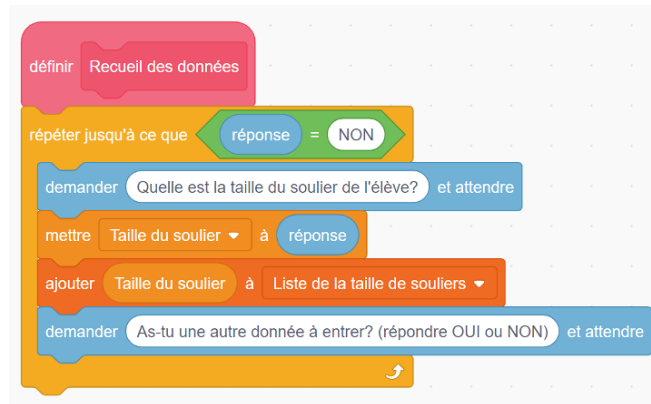 définir Recueil des données
répéter jusqu'à ce que réponse = NON
demander Quelle est la taille du soulier de l'élève? et attendre
mettre Taille du soulier à réponse
ajouter Taille du soulier à Liste de la taille de souliers
demander As-tu une autre donnée à entrer? (répondre OUI ou NON) et attendre